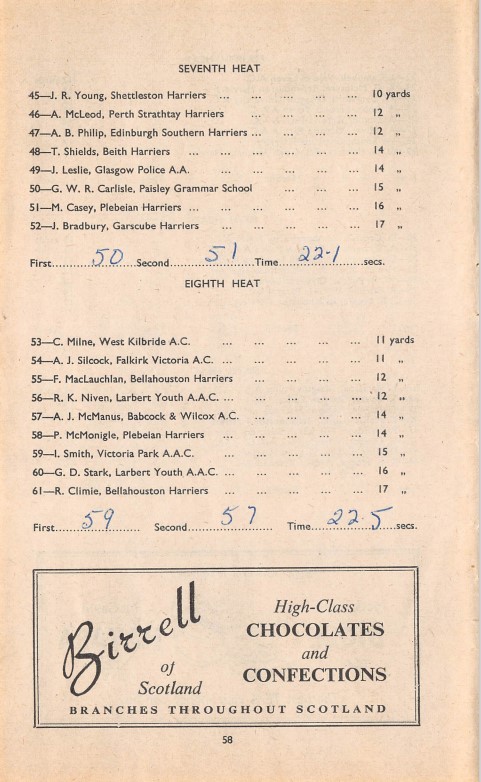 SEVENTH HEAT
45—J. R. Young, Shettleston Harriers ... ... ... ... ... 10 yards
46—A. McLeod, Perth Strathtay Harriers ... ... ... ... 12 „
47—A. B. Philip, Edinburgh Southern Harriers ... ... ... ... 12 „
48—T. Shields, Beith Harriers ... ... ... ... ... 14 „
49—J. Leslie, Glasgow Police A.A. ... ... ... ... ... 14 „
50—G. W. R. Carlisle, Paisley Grammar School ... ... ... 15 „
51—M. Casey, Plebeian Harriers ... ... ... ... ... 16 „
52—J. Bradbury, Garscube Harriers ... ... ... ... ... 17 „
First 50 Second 51 Time 22·1 secs.
EIGHTH HEAT
53—C. Milne, West Kilbride A.C. ... ... ... ... ... 11 yards
54—A. J. Silcock, Falkirk Victoria A.C. ... ... ... ... ... 11 „
55—F. MacLauchlan, Bellahouston Harriers ... ... ... ... 12 „
56—R. K. Niven, Larbert Youth A.A.C. ... ... ... ... ... 12 „
57—A. J. McManus, Babcock & Wilcox A.C. ... ... ... ... 14 „
58—P. McMonigle, Plebeian Harriers ... ... ... ... ... 14 „
59—I. Smith, Victoria Park A.A.C. ... ... ... ... ... 15 „
60—G. D. Stark, Larbert Youth A.A.C. ... ... ... ... ... 16 „
61—R. Climie, Bellahouston Harriers ... ... ... ... ... 17 „
First 59 Second 57 Time 22·5 secs.
Birrell
of
Scotland
High-Class
CHOCOLATES
and
CONFECTIONS
BRANCHES THROUGHOUT SCOTLAND
58